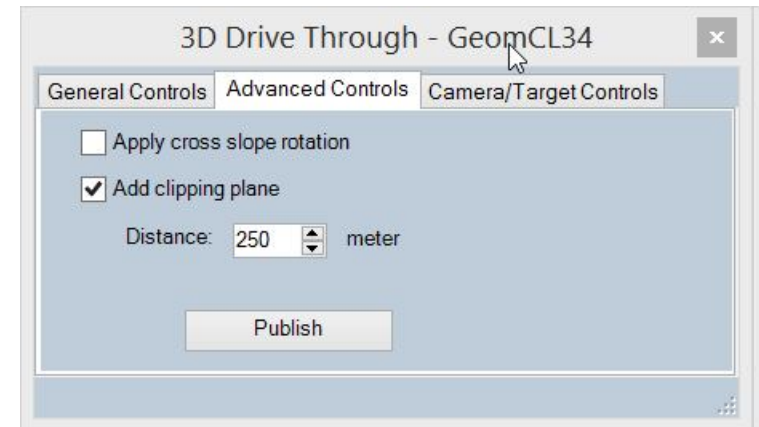 3D Drive Through - GeomCL34
General Controls Advanced Controls Camera/Target Controls
Apply cross slope rotation
Add clipping plane
Distance: 250 meter
Publish